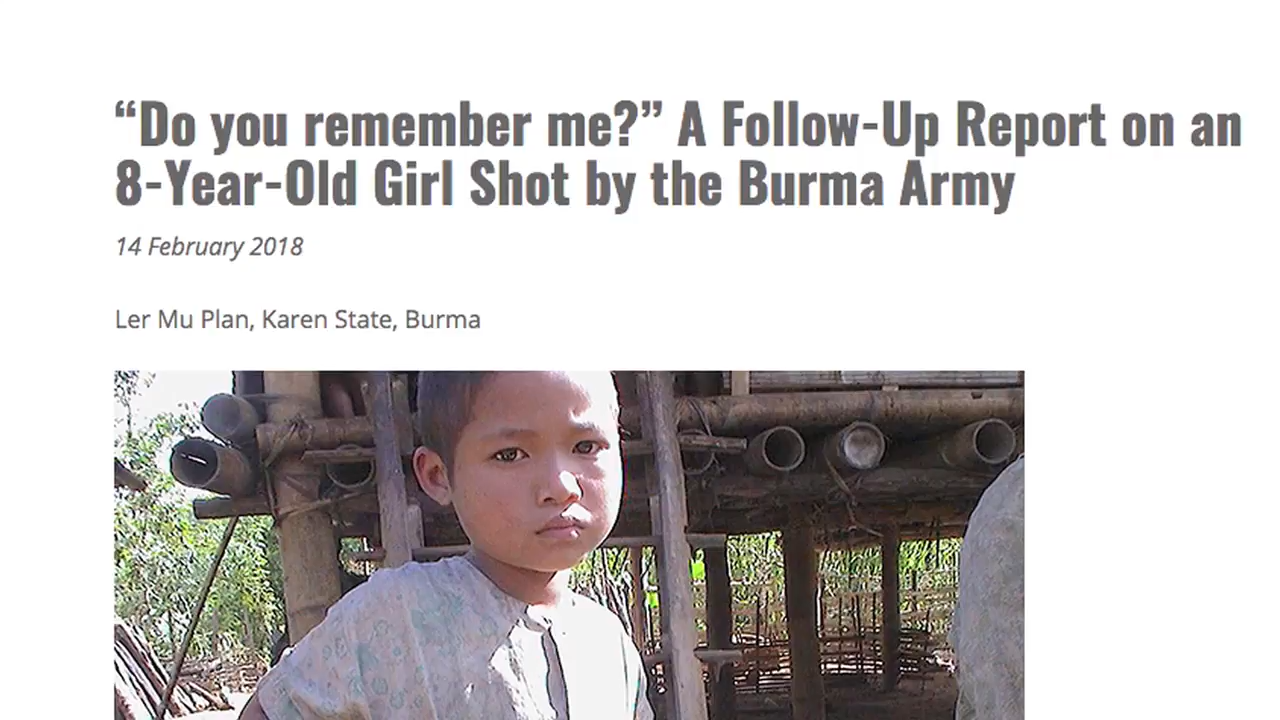 “Do you remember me?” A Follow-Up Report on an
8-Year-Old Girl Shot by the Burma Army
14 February 2018
Ler Mu Plan, Karen State, Burma